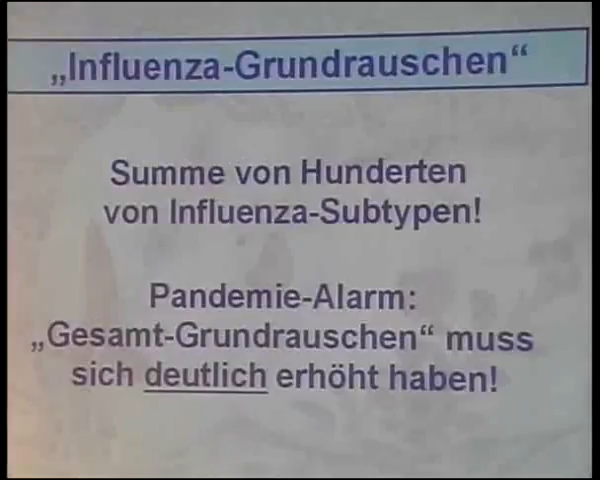 „Influenza-Grundrauschen“
Summe von Hunderten
von Influenza-Subtypen!
Pandemie-Alarm:
„Gesamt-Grundrauschen“ muss
sich deutlich erhöht haben!